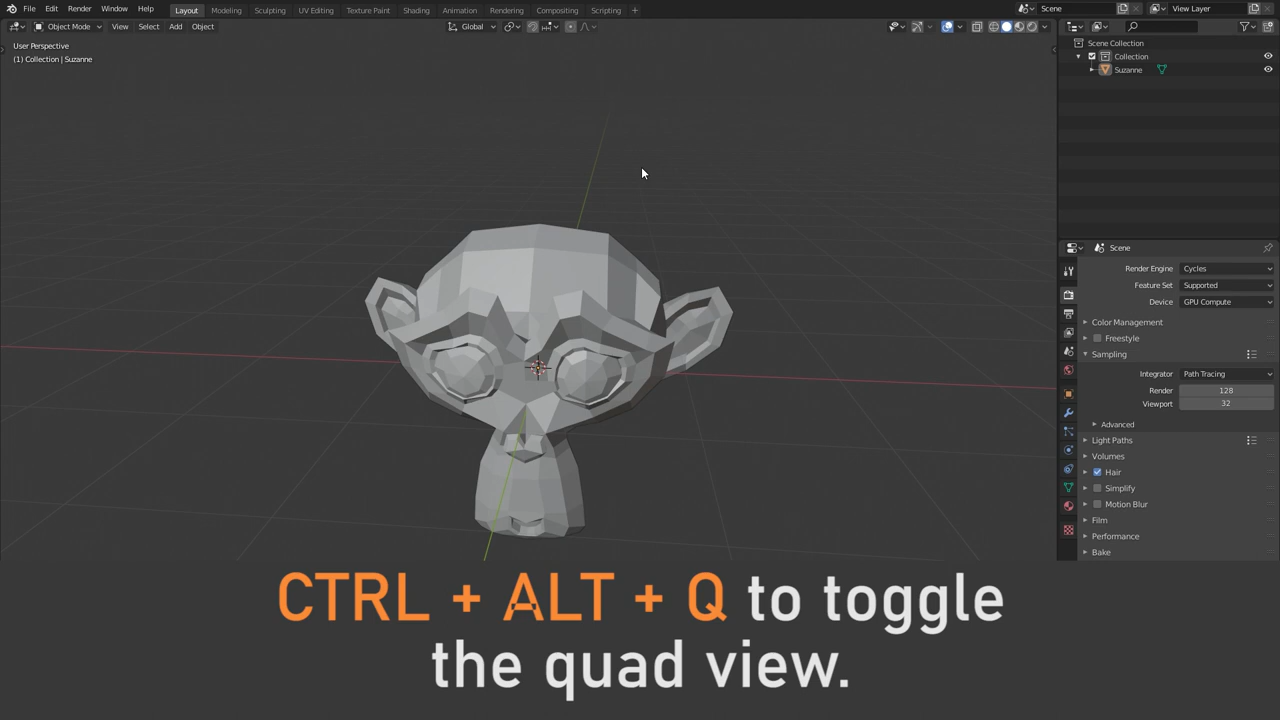 File Edit Render Window Help Layout Modeling Sculpting UV Editing Texture Paint Shading Animation Rendering Compositing Scripting + Scene View Layer
Object Mode View Select Add Object Global
User Perspective
(1) Collection | Suzanne
Scene Collection
Collection
Suzanne
Scene
Render Engine Cycles
Feature Set Supported
Device GPU Compute
Color Management
Freestyle
Sampling
Integrator Path Tracing
Render 128
Viewport 32
Advanced
Light Paths
Volumes
Hair
Simplify
Motion Blur
Film
Performance
Bake
CTRL + ALT + Q to toggle
the quad view.